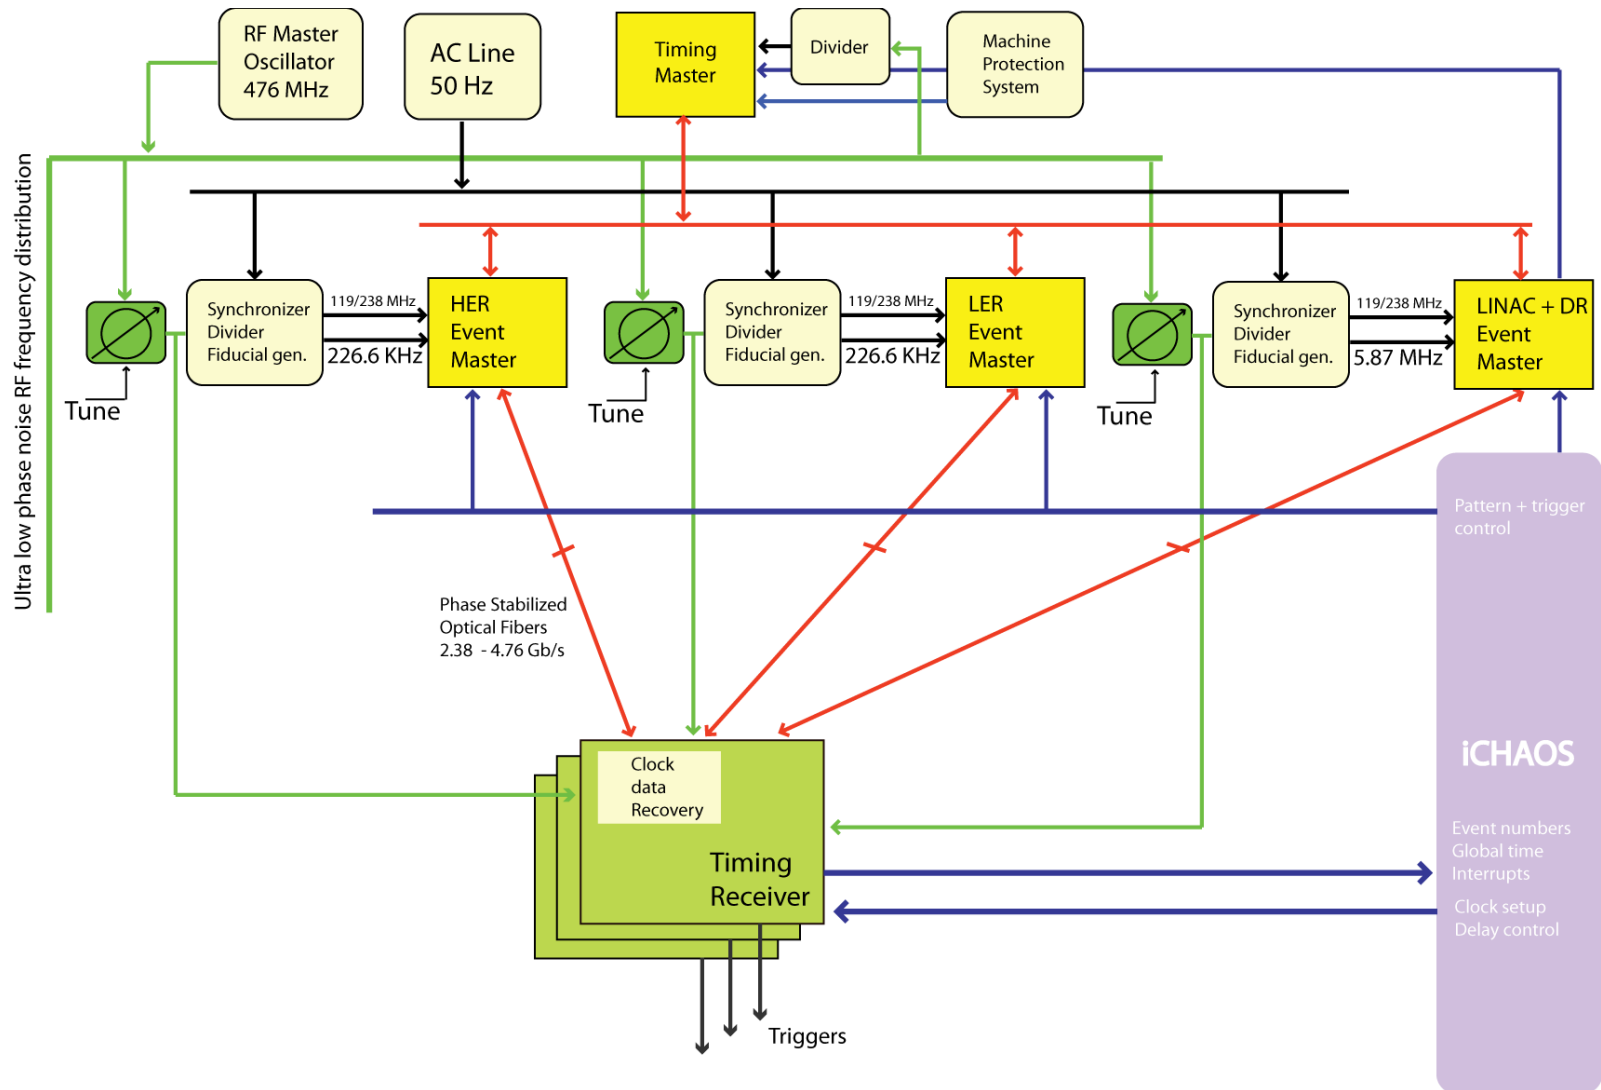 RF Master
Oscillator
476 MHz
AC Line
50 Hz
Timing
Master
Divider
Machine
Protection
System
Ultra low phase noise RF frequency distribution
Synchronizer
Divider
Fiducial gen.
119/238 MHz
226.6 KHz
HER
Event
Master
Tune
Synchronizer
Divider
Fiducial gen.
119/238 MHz
226.6 KHz
LER
Event
Master
Tune
Synchronizer
Divider
Fiducial gen.
119/238 MHz
5.87 MHz
LINAC + DR
Event
Master
Tune
Pattern + trigger
control
Phase Stabilized
Optical Fibers
2.38 - 4.76 Gb/s
Clock
data
Recovery
Timing
Receiver
iCHAOS
Event numbers
Global time
Interrupts
Clock setup
Delay control
Triggers